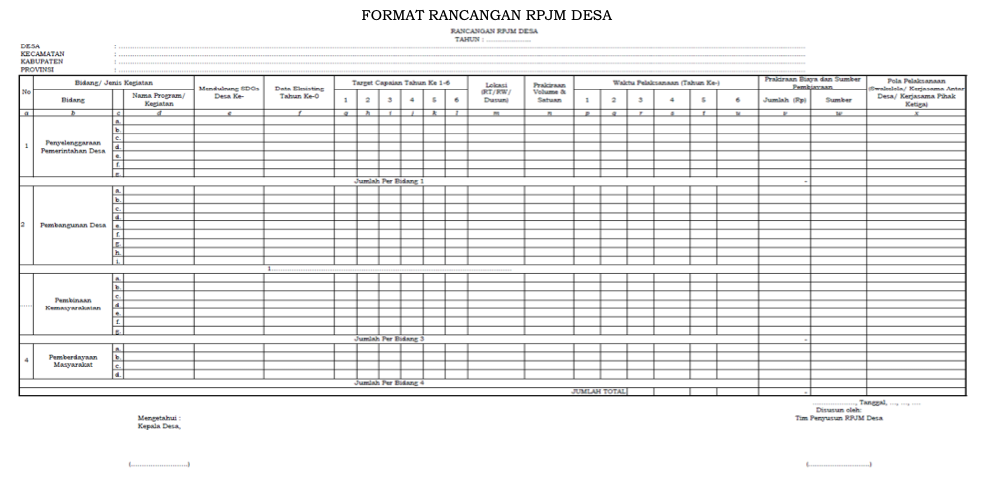 FORMAT RANCANGAN RPJM DESA
RANCANGAN RPJM DESA
TAHUN : ....................
DESA : ....................
KECAMATAN : ....................
KABUPATEN : ....................
PROVINSI : ....................
No Bidang/ Jenis Kegiatan Mendukung SDGs Desa Ke- Data Eksisting Tahun Ke-0 Target Capaian Tahun Ke 1-6 Lokasi (RT/RW/ Dusun) Prakiraan Volume & Satuan Waktu Pelaksanaan (Tahun Ke-) Prakiraan Biaya dan Sumber Pembiayaan Pola Pelaksanaan (Swakelola/ Kerjasama Antar Desa/ Kerjasama Pihak Ketiga)
Bidang Nama Program/ Kegiatan 1 2 3 4 5 6 1 2 3 4 5 6 Jumlah (Rp) Sumber
a b c d e f g h i j k l m n p q r s t u v w x
1 Penyelenggaraan Pemerintahan Desa
a.
b.
c.
d.
e.
f.
g.
Jumlah Per Bidang 1 -
2 Pembangunan Desa
a.
b.
c.
d.
e.
f.
g.
h.
i.
1....................
..... Pembinaan Kemasyarakatan
a.
b.
c.
d
e.
f.
g.
Jumlah Per Bidang 3 -
4 Pemberdayaan Masyarakat
a.
b.
c.
d.
Jumlah Per Bidang 4
JUMLAH TOTAL -
...................., Tanggal, ..., ..., ....
Mengetahui :
Kepala Desa,
Disusun oleh:
Tim Penyusun RPJM Desa
(....................)
(....................)